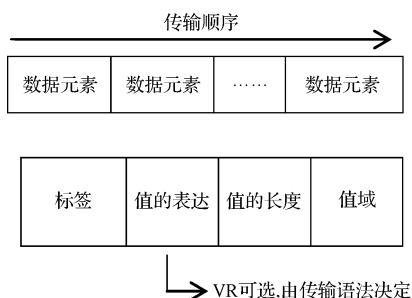 传输顺序
数据元素 数据元素 …… 数据元素
标签 值的表达 值的长度 值域
VR可选,由传输语法决定